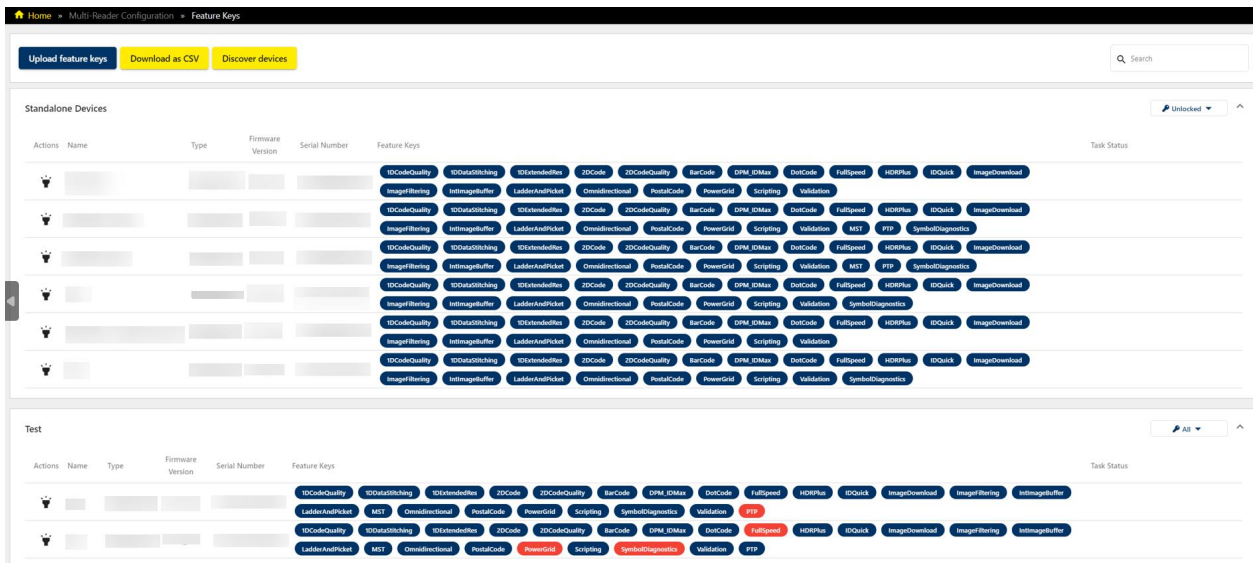 Home » Multi-Reader Configuration » Feature Keys
Upload feature keys Download as CSV Discover devices Search
Standalone Devices Unlocked
Actions Name Type Firmware Version Serial Number Feature Keys Task Status
1DCodeQuality 1DDataStitching 1DExtendedRes 2DCode 2DCodeQuality BarCode DPM_IDMax DotCode FullSpeed HDRPlus IDQuick ImageDownload
ImageFiltering IntImageBuffer LadderAndPicket Omnidirectional PostalCode PowerGrid Scripting Validation
1DCodeQuality 1DDataStitching 1DExtendedRes 2DCode 2DCodeQuality BarCode DPM_IDMax DotCode FullSpeed HDRPlus IDQuick ImageDownload
ImageFiltering IntImageBuffer LadderAndPicket Omnidirectional PostalCode PowerGrid Scripting Validation MST PTP SymbolDiagnostics
1DCodeQuality 1DDataStitching 1DExtendedRes 2DCode 2DCodeQuality BarCode DPM_IDMax DotCode FullSpeed HDRPlus IDQuick ImageDownload
ImageFiltering IntImageBuffer LadderAndPicket Omnidirectional PostalCode PowerGrid Scripting Validation MST PTP SymbolDiagnostics
1DCodeQuality 1DDataStitching 1DExtendedRes 2DCode 2DCodeQuality BarCode DPM_IDMax DotCode FullSpeed HDRPlus IDQuick ImageDownload
ImageFiltering IntImageBuffer LadderAndPicket Omnidirectional PostalCode PowerGrid Scripting Validation SymbolDiagnostics
1DCodeQuality 1DDataStitching 1DExtendedRes 2DCode 2DCodeQuality BarCode DPM_IDMax DotCode FullSpeed HDRPlus IDQuick ImageDownload
ImageFiltering IntImageBuffer LadderAndPicket Omnidirectional PostalCode PowerGrid Scripting Validation
1DCodeQuality 1DDataStitching 1DExtendedRes 2DCode 2DCodeQuality BarCode DPM_IDMax DotCode FullSpeed HDRPlus IDQuick ImageDownload
ImageFiltering IntImageBuffer LadderAndPicket Omnidirectional PostalCode PowerGrid Scripting Validation SymbolDiagnostics
Test All
Actions Name Type Firmware Version Serial Number Feature Keys Task Status
1DCodeQuality 1DDataStitching 1DExtendedRes 2DCode 2DCodeQuality BarCode DPM_IDMax DotCode FullSpeed HDRPlus IDQuick ImageDownload ImageFiltering IntImageBuffer
LadderAndPicket MST Omnidirectional PostalCode PowerGrid Scripting SymbolDiagnostics Validation PTP
1DCodeQuality 1DDataStitching 1DExtendedRes 2DCode 2DCodeQuality BarCode DPM_IDMax DotCode FullSpeed HDRPlus IDQuick ImageDownload ImageFiltering IntImageBuffer
LadderAndPicket MST Omnidirectional PostalCode PowerGrid Scripting SymbolDiagnostics Validation PTP